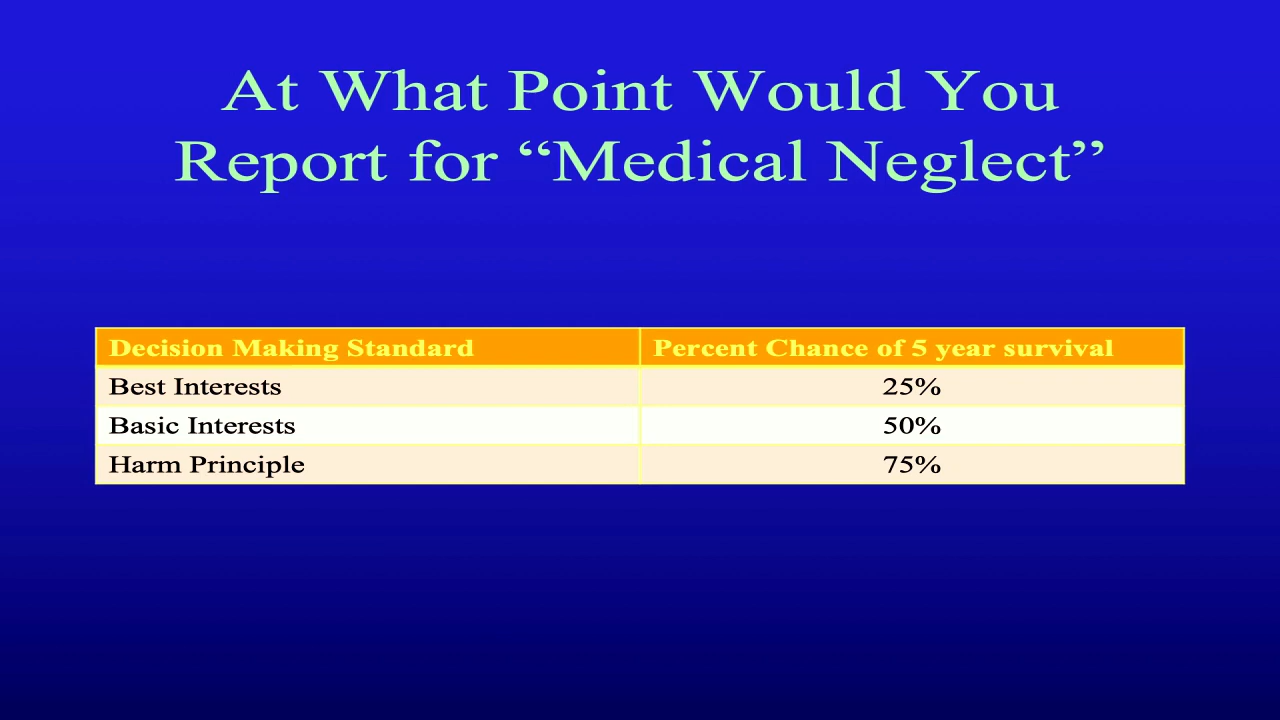 At What Point Would You
Report for “Medical Neglect”
Decision Making Standard Percent Chance of 5 year survival
Best Interests 25%
Basic Interests 50%
Harm Principle 75%